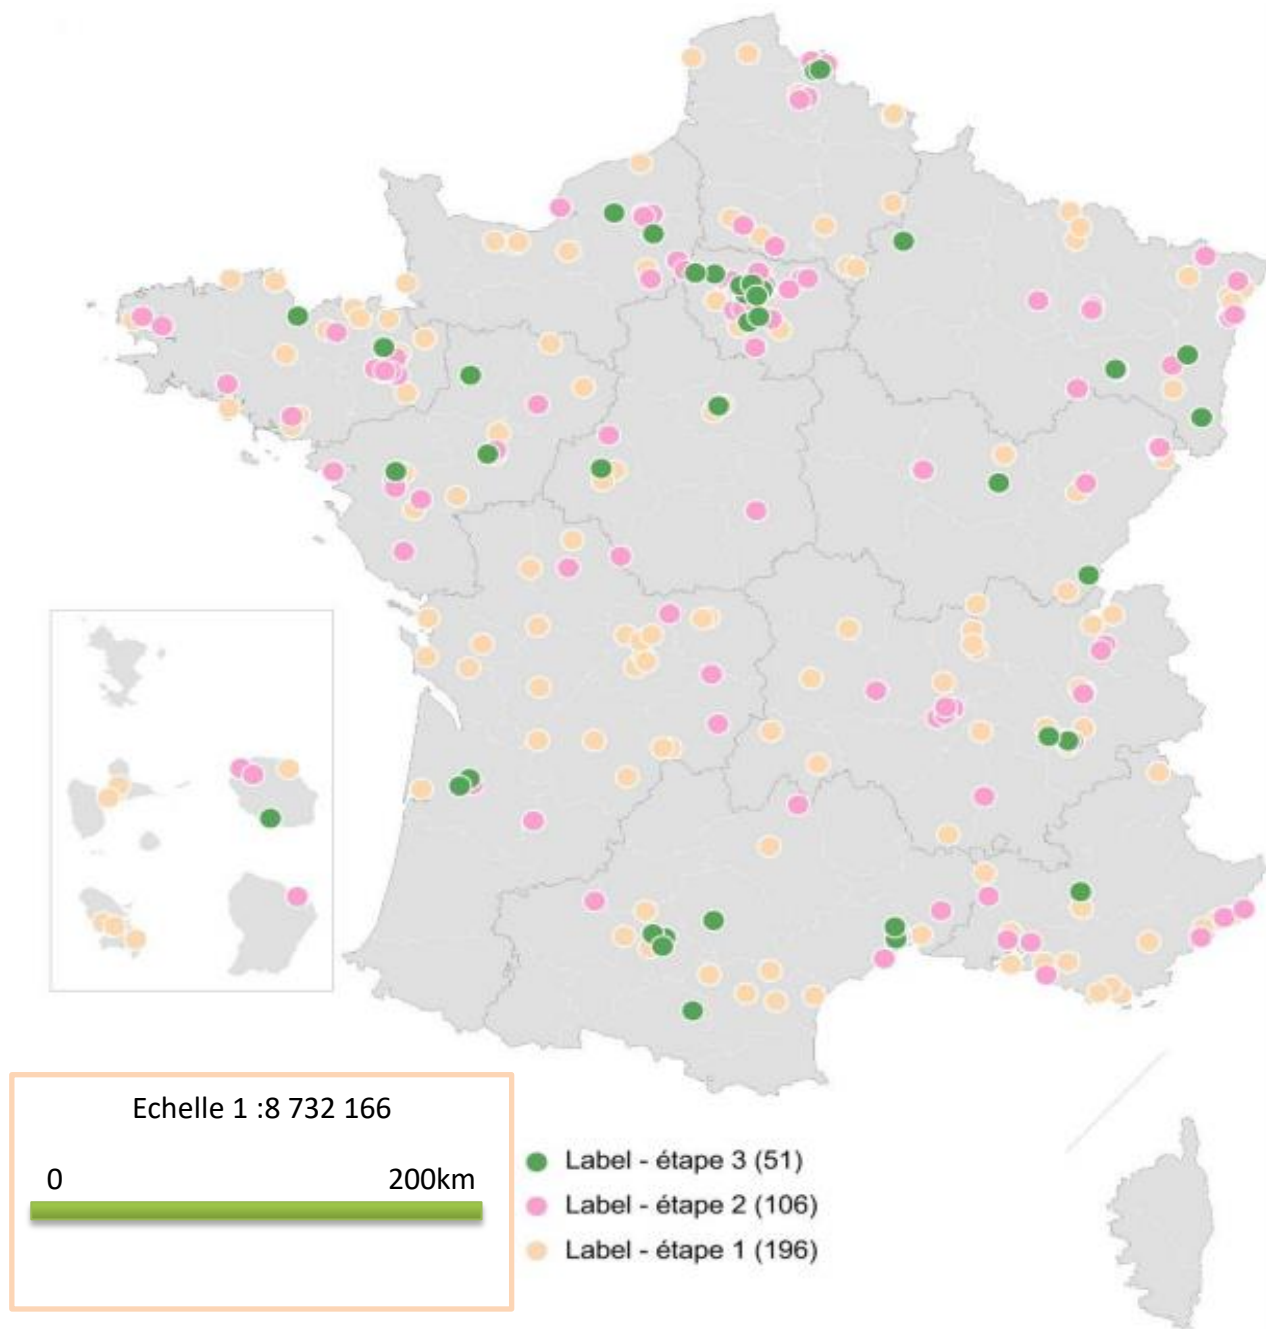 Echelle 1 :8 732 166
0 200km
Label - étape 3 (51)
Label - étape 2 (106)
Label - étape 1 (196)